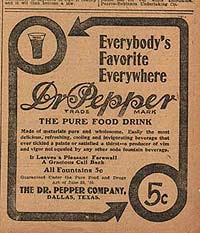 Everybody's
Favorite
Everywhere
Dr. Pepper
TRADE MARK
THE PURE FOOD DRINK
Made of materials pure and wholesome. Easily the most
delicious, refreshing, cooling and invigorating beverage that
ever tickled a palate or satisfied a thirst—a producer of vim
and vigor not equaled by any other soda fountain beverage.
It Leaves a Pleasant Farewell
A Gracious Call Back
All Fountains 5c
Guaranteed Under the Pure Food and Drugs
Act of June 30, '06.
THE DR. PEPPER COMPANY,
DALLAS, TEXAS.
5c